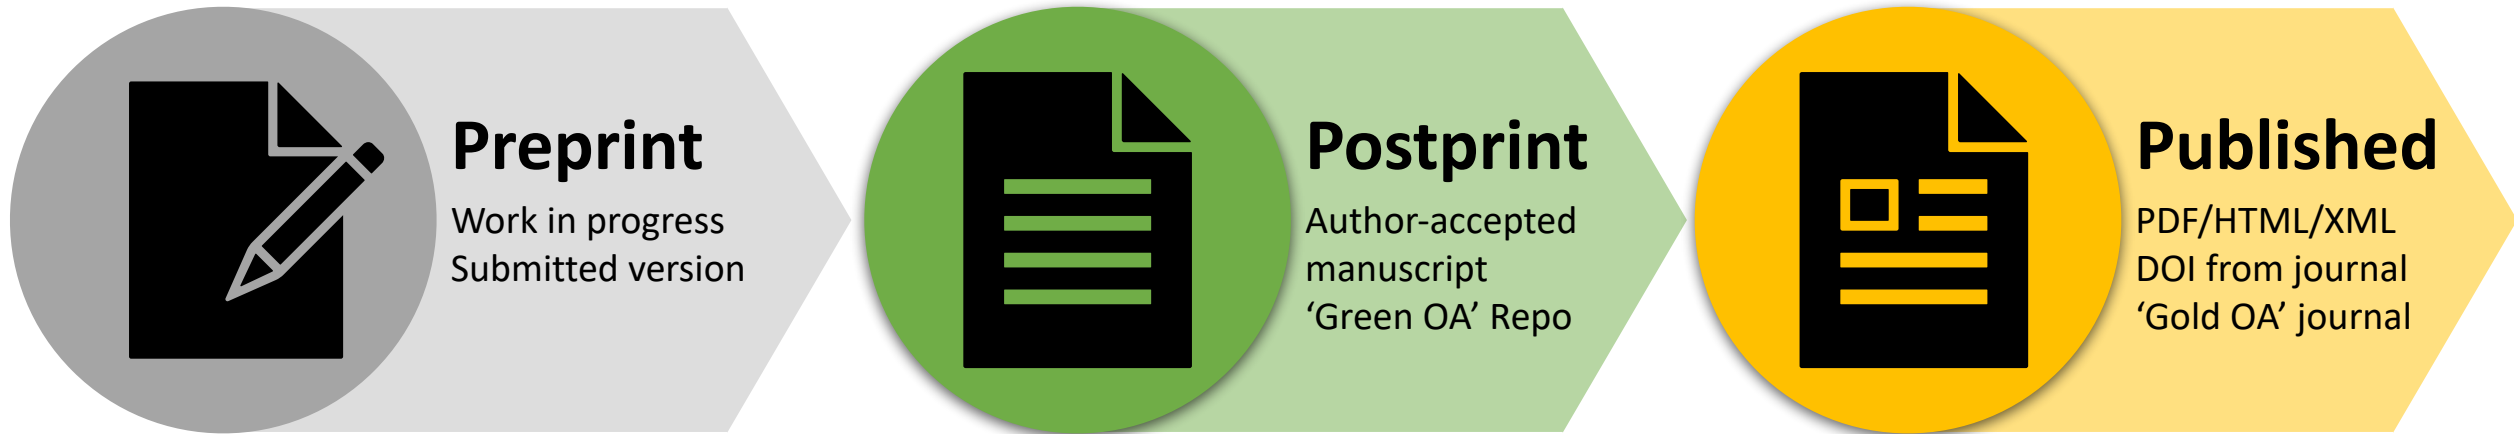 Preprint
Work in progress
Submitted version
Postprint
Author-accepted
manuscript
‘Green OA’ Repo
Published
PDF/HTML/XML
DOI from journal
‘Gold OA’ journal